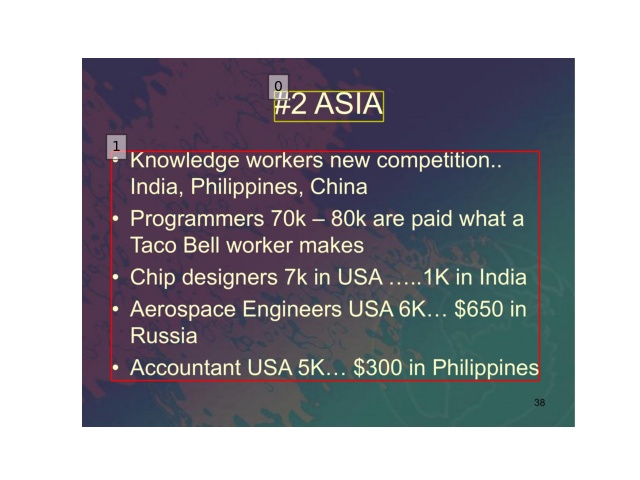 0
#2 ASIA
1
• Knowledge workers new competition..
India, Philippines, China
• Programmers 70k – 80k are paid what a
Taco Bell worker makes
• Chip designers 7k in USA …..1K in India
• Aerospace Engineers USA 6K… $650 in
Russia
• Accountant USA 5K… $300 in Philippines
38